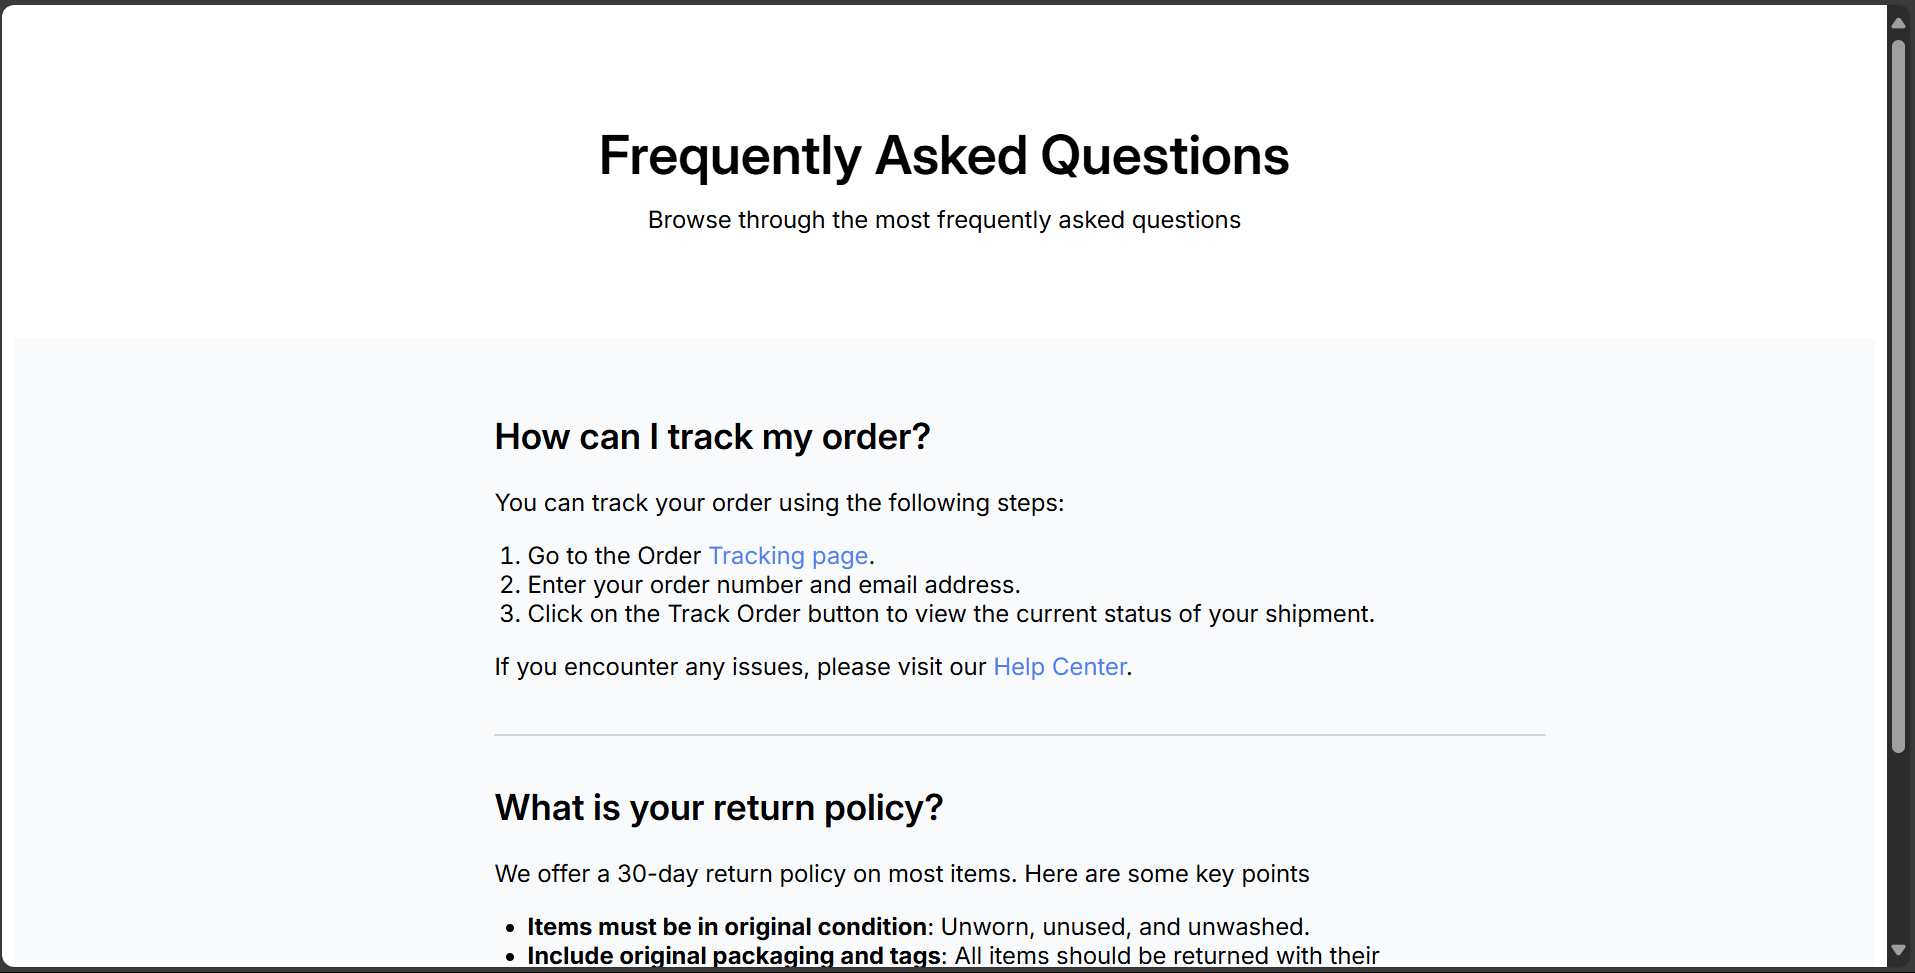 Frequently Asked Questions
Browse through the most frequently asked questions
How can I track my order?
You can track your order using the following steps:
1. Go to the Order Tracking page.
2. Enter your order number and email address.
3. Click on the Track Order button to view the current status of your shipment.
If you encounter any issues, please visit our Help Center.
What is your return policy?
We offer a 30-day return policy on most items. Here are some key points
• Items must be in original condition: Unworn, unused, and unwashed.
• Include original packaging and tags: All items should be returned with their